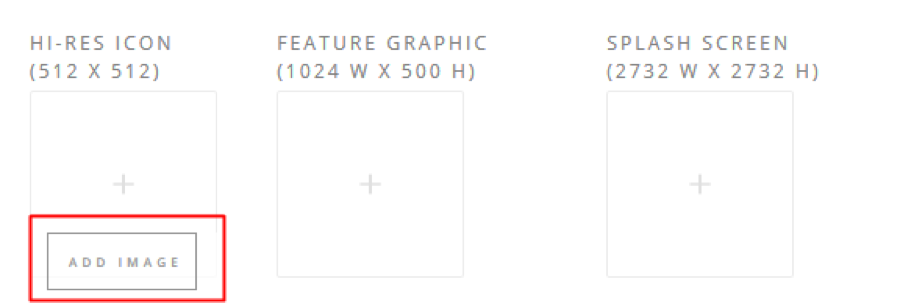 HI-RES ICON
(512 X 512)
FEATURE GRAPHIC
(1024 W X 500 H)
SPLASH SCREEN
(2732 W X 2732 H)
+
+
+
ADD IMAGE